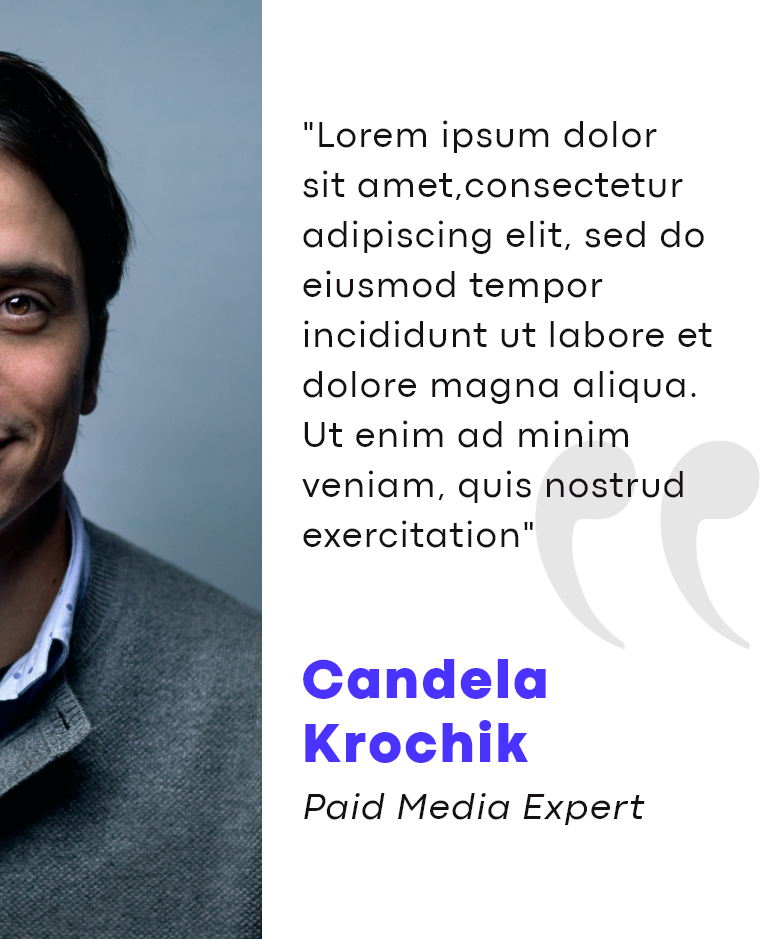 "Lorem ipsum dolor
sit amet,consectetur
adipiscing elit, sed do
eiusmod tempor
incididunt ut labore et
dolore magna aliqua.
Ut enim ad minim
veniam, quis nostrud
exercitation"
Candela
Krochik
Paid Media Expert